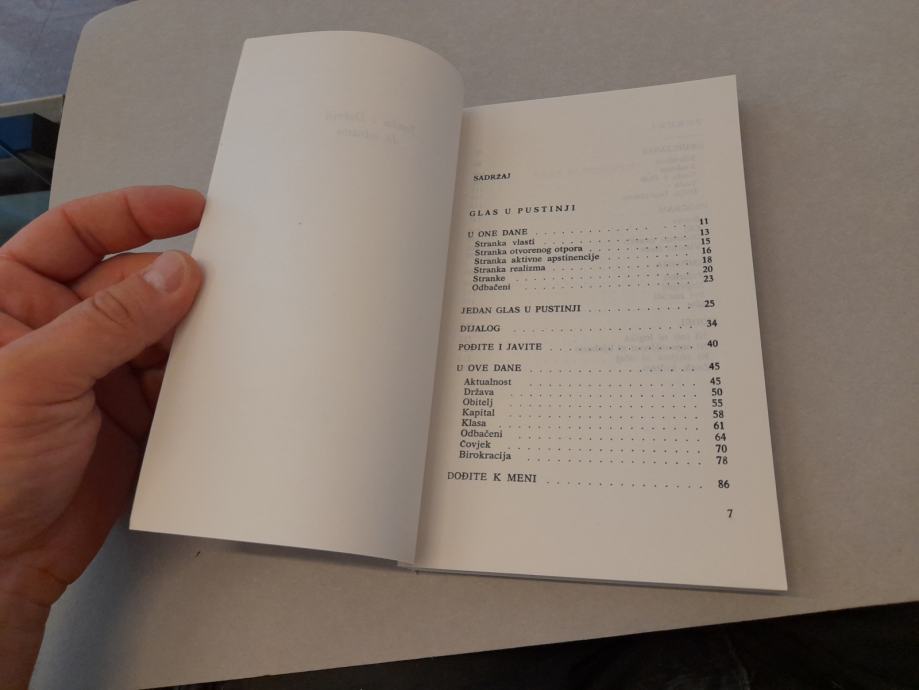 SADRŽAJ
GLAS U PUSTINJI
U ONE DANE . . . . . . . . . . . . . . 11
Stranka vlasti . . . . . . . . . . . . . 13
Stranka otvorenog otpora . . . . . . . . . 15
Stranka aktivne apstinencije . . . . . . . . 16
Stranka realizma . . . . . . . . . . . . 18
Stranke . . . . . . . . . . . . . . . 20
Odbačeni . . . . . . . . . . . . . . 23
JEDAN GLAS U PUSTINJI . . . . . . . . . . 25
DIJALOG . . . . . . . . . . . . . . . 34
POĐITE I JAVITE . . . . . . . . . . . . 40
U OVE DANE . . . . . . . . . . . . . . 45
Aktualnost . . . . . . . . . . . . . . 45
Država . . . . . . . . . . . . . . . 50
Obitelj . . . . . . . . . . . . . . . 55
Kapital . . . . . . . . . . . . . . . 58
Klasa . . . . . . . . . . . . . . . 61
Odbačeni . . . . . . . . . . . . . . 64
Čovjek . . . . . . . . . . . . . . . 70
Birokracija . . . . . . . . . . . . . . 78
DOĐITE K MENI . . . . . . . . . . . . . 86
7